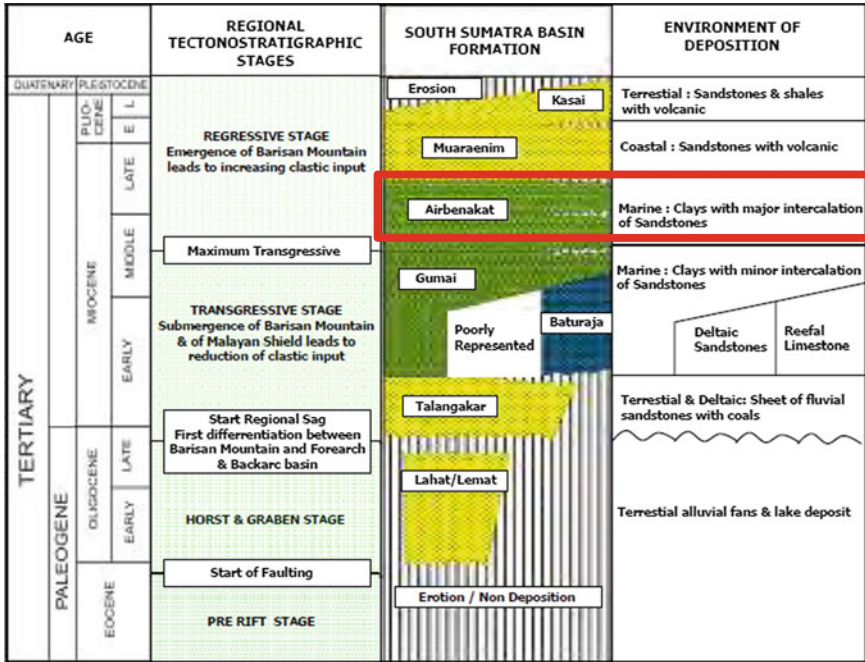 AGE
REGIONAL
TECTONOSTRATIGRAPHIC
STAGES
SOUTH SUMATRA BASIN
FORMATION
ENVIRONMENT OF
DEPOSITION
QUATENARY
PLEISTOCENE
TERTIARY
PALEOGENE
PLIO-
CENE
L
E
MIOCENE
LATE
MIDDLE
EARLY
OLIGOCENE
LATE
EARLY
EOCENE
REGRESSIVE STAGE
Emergence of Barisan Mountain
leads to increasing clastic input
Maximum Transgressive
TRANSGRESSIVE STAGE
Submergence of Barisan Mountain
& of Malayan Shield leads to
reduction of clastic input
Start Regional Sag
First differentiation between
Barisan Mountain and Forearch
& Backarc basin
HORST & GRABEN STAGE
Start of Faulting
PRE RIFT STAGE
Erosion
Kasai
Muaraenim
Airbenakat
Gumai
Poorly
Represented
Baturaja
Talangakar
Lahat/Lemat
Erotion / Non Deposition
Terrestial : Sandstones & shales
with volcanic
Coastal : Sandstones with volcanic
Marine : Clays with major intercalation
of Sandstones
Marine : Clays with minor intercalation
of Sandstones
Deltaic
Sandstones
Reefal
Limestone
Terrestial & Deltaic: Sheet of fluvial
sandstones with coals
Terrestial alluvial fans & lake deposit